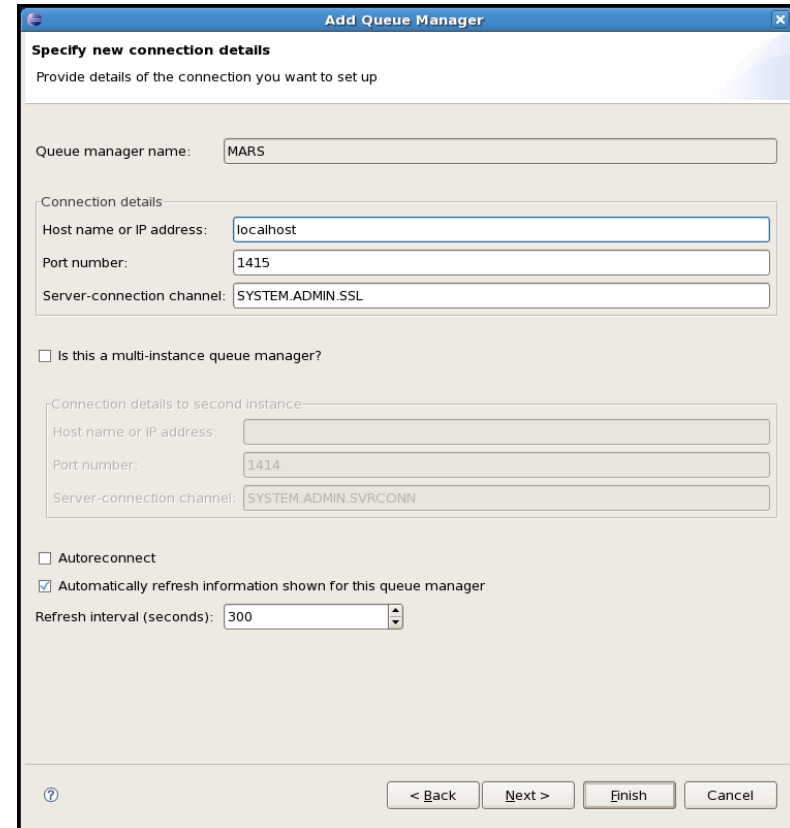 Add Queue Manager
Specify new connection details
Provide details of the connection you want to set up
Queue manager name: MARS
Connection details
Host name or IP address: localhost
Port number: 1415
Server-connection channel: SYSTEM.ADMIN.SSL
Is this a multi-instance queue manager?
Connection details to second instance
Host name or IP address:
Port number: 1414
Server-connection channel: SYSTEM.ADMIN.SVRCONN
Autoreconnect
Automatically refresh information shown for this queue manager
Refresh interval (seconds): 300
? < Back Next > Finish Cancel